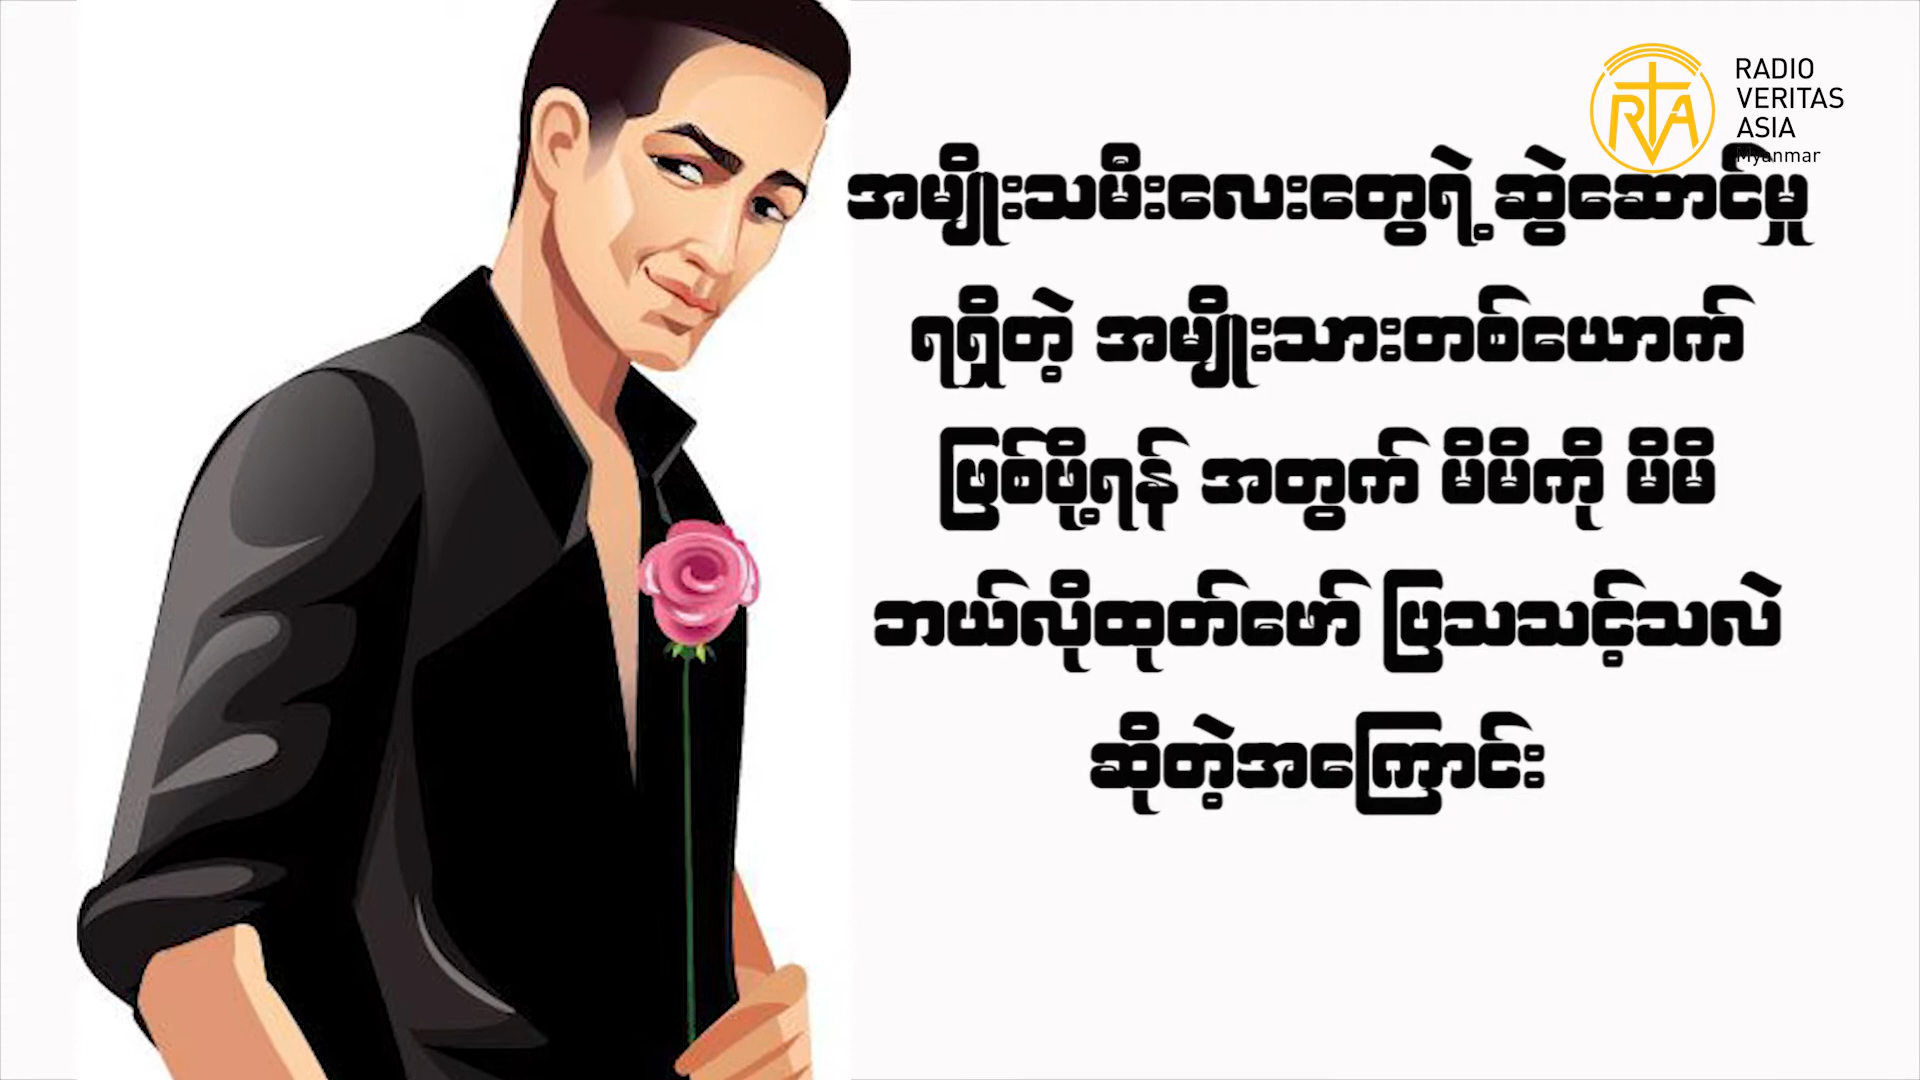 RADIO
VERITAS
ASIA
Myanmar
RVA
အမျိုးသမီးလေးတွေရဲ့ဆွဲဆောင်မှု
ရရှိတဲ့ အမျိုးသားတစ်ယောက်
ဖြစ်ဖို့ရန် အတွက် မိမိကို မိမိ
ဘယ်လိုထုတ်ဖော် ပြသသင့်သလဲ
ဆိုတဲ့အကြောင်း